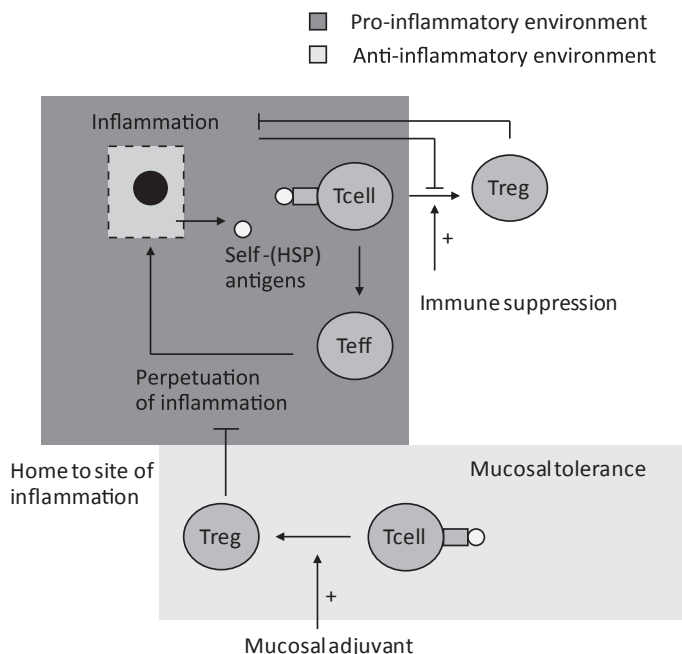 Pro-inflammatory environment
Anti-inflammatory environment
Inflammation
Tcell
Treg
+
Self-(HSP)
antigens
Immune suppression
Teff
Perpetuation
of inflammation
Home to site of
inflammation
Mucosal tolerance
Treg
Tcell
+
Mucosal adjuvant